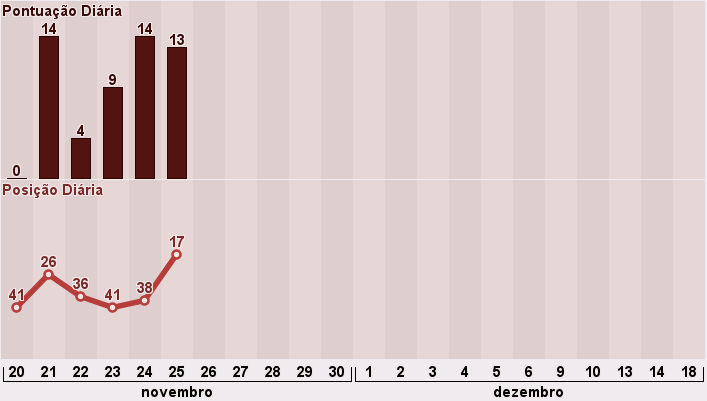 Pontuação Diária
0 14 4 9 14 13
Posição Diária
41 26 36 41 38 17
20 21 22 23 24 25 26 27 28 29 30 1 2 3 4 5 6 9 10 13 14 18
novembro dezembro